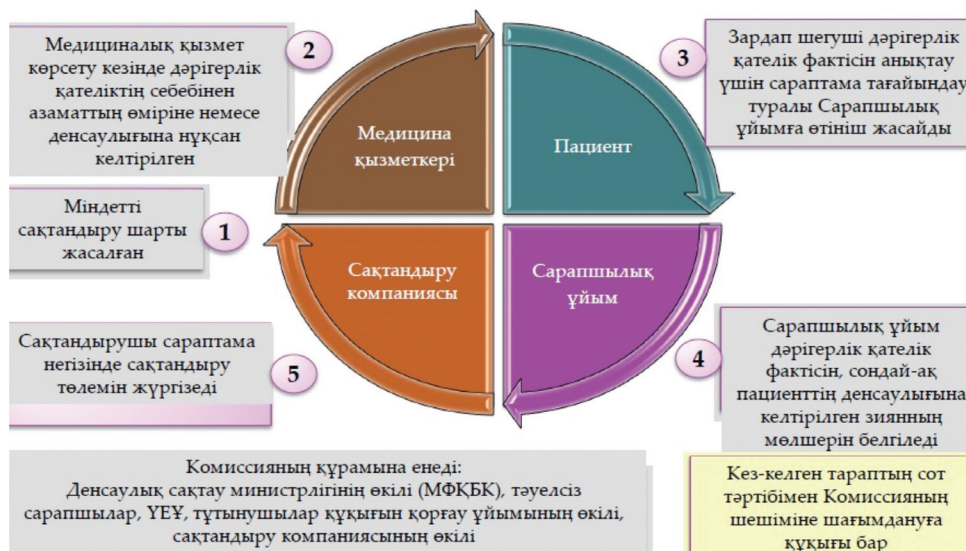 Медициналық қызмет
көрсету кезінде дәрігерлік
қателіктің себебінен
азаматтың өміріне немесе
денсаулығына нұқсан
келтірілген
2
Міндетті
сақтандыру шарты
жасалған
1
Медицина
қызметкері
Пациент
3
Зардап шегуші дәрігерлік
қателік фактісін анықтау
үшін сараптама тағайындау
туралы Сарапшылық
ұйымға өтініш жасайды
Сақтандыру
компаниясы
Сарапшылық
ұйым
Сақтандырушы сараптама
негізінде сақтандыру
төлемін жүргізеді
5
4
Сарапшылық ұйым
дәрігерлік қателік
фактісін, сондай-ақ
пациенттің денсаулығына
келтірілген зиянның
мөлшерін белгіледі
Комиссияның құрамына енеді:
Денсаулық сақтау министрлігінің өкілі (МФҚБК), тәуелсіз
сарапшылар, ҮЕҰ, тұтынушылар құқығын қорғау ұйымының өкілі,
сақтандыру компаниясының өкілі
Кез-келген тараптың сот
тәртібімен Комиссияның
шешіміне шағымдануға
құқығы бар